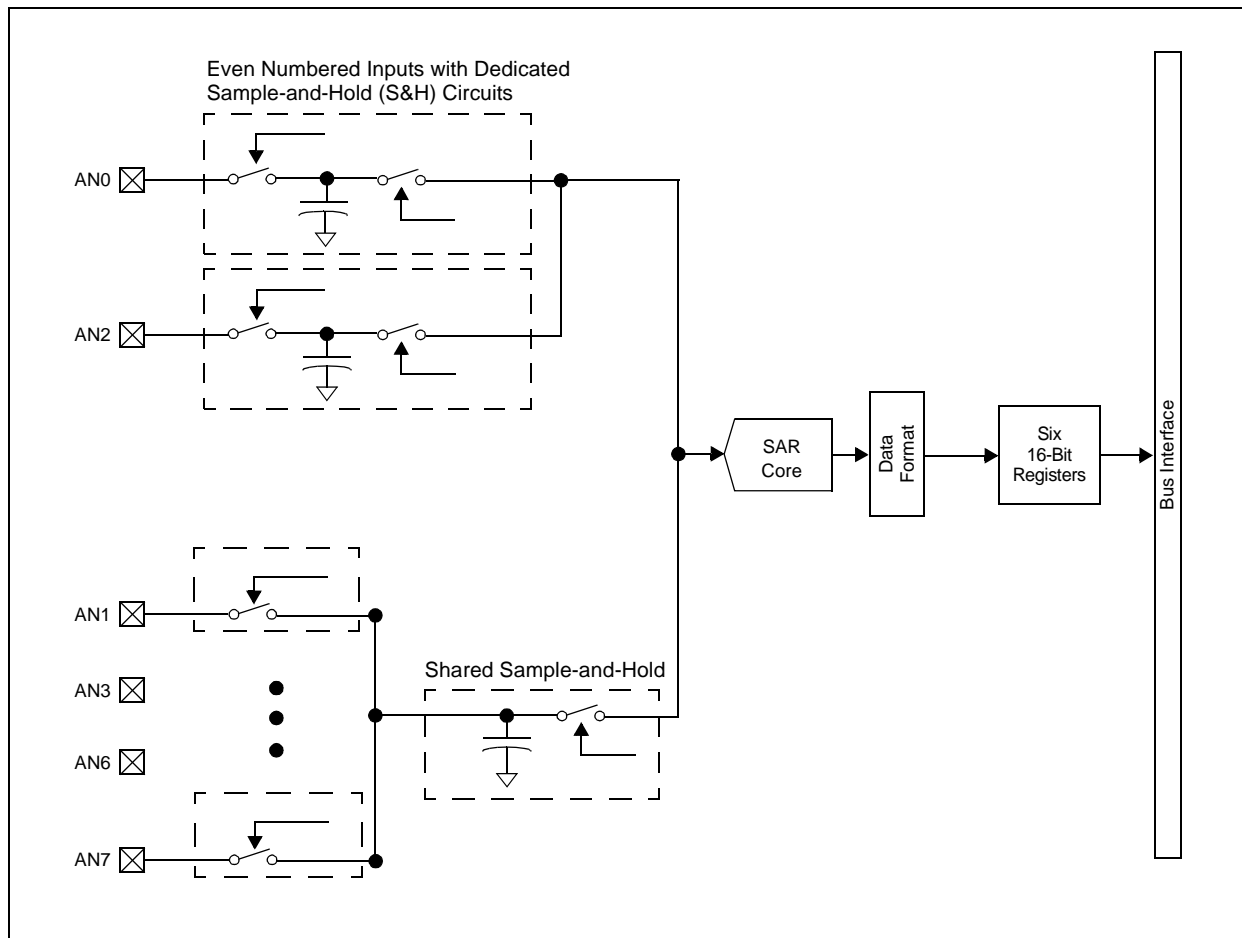 Even Numbered Inputs with Dedicated
Sample-and-Hold (S&H) Circuits
AN0
AN2
SAR
Core
Data
Format
Six
16-Bit
Registers
Bus Interface
AN1
AN3
AN6
AN7
Shared Sample-and-Hold